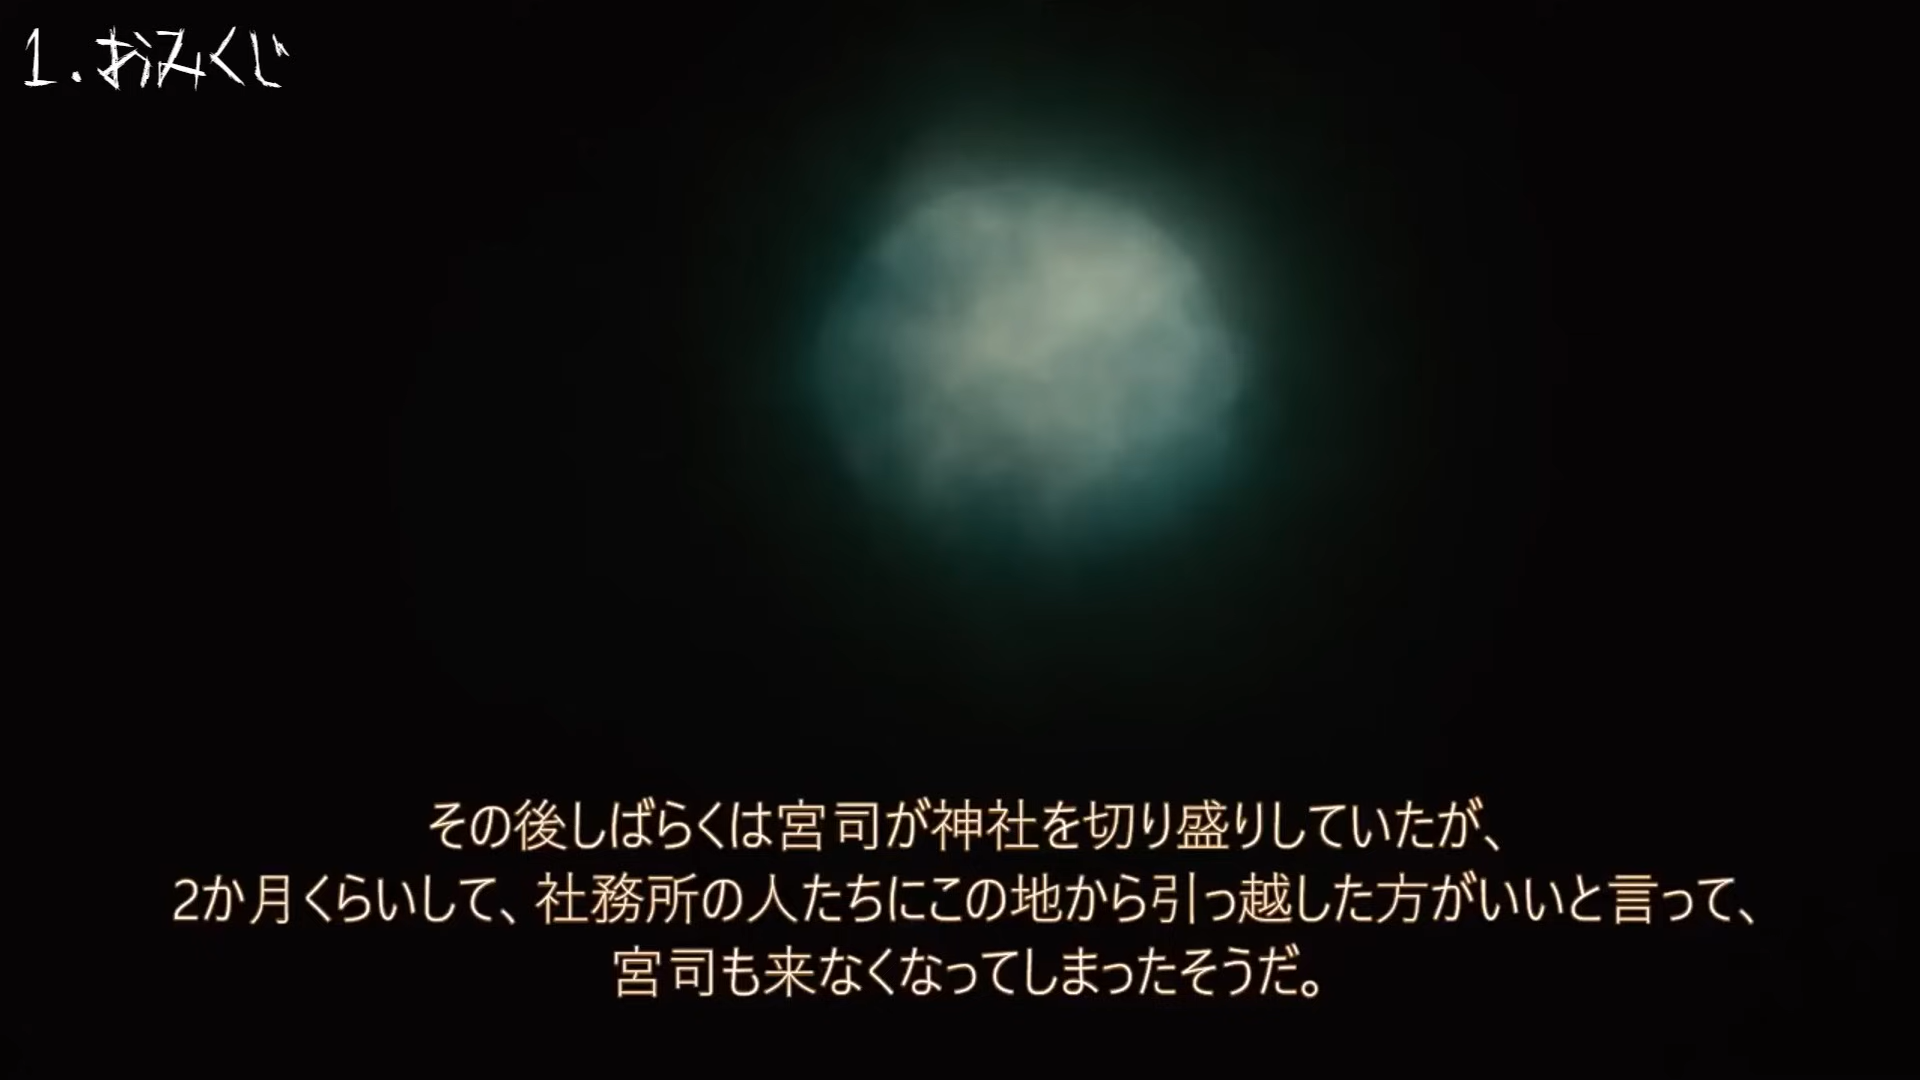 1.おみくじ
その後しばらくは宮司が神社を切り盛りしていたが、
2か月くらいして、社務所の人たちにこの地から引っ越した方がいいと言って、
宮司も来なくなってしまったそうだ。